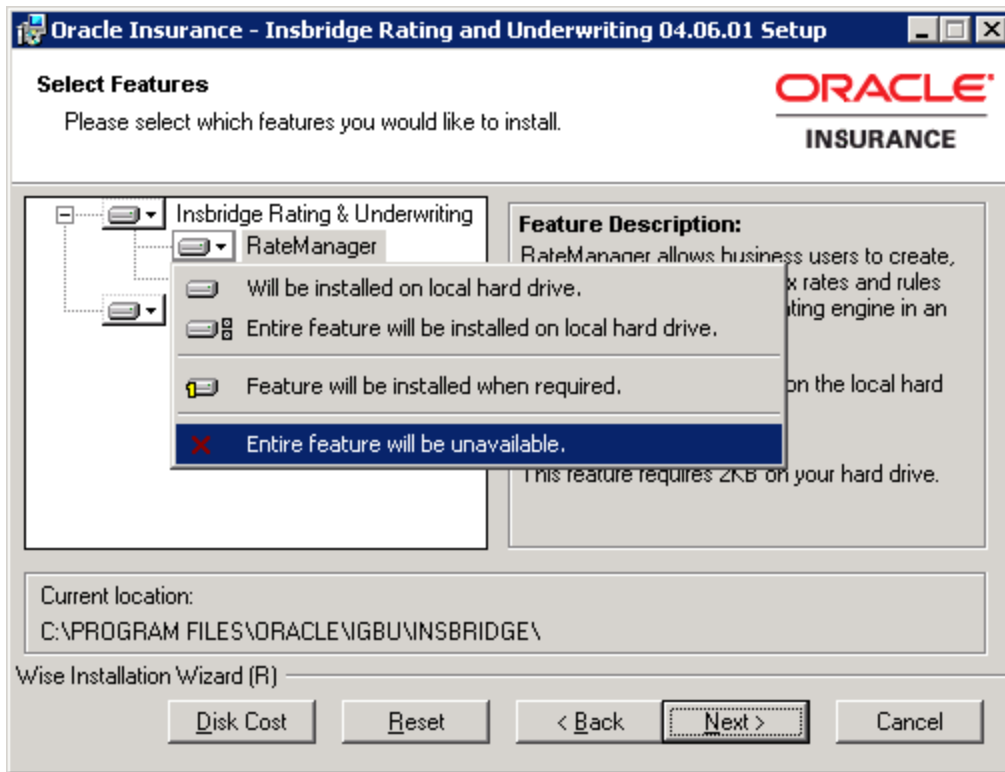 Oracle Insurance - Insbridge Rating and Underwriting 04.06.01 Setup
Select Features
Please select which features you would like to install.
ORACLE
INSURANCE
Insbridge Rating & Underwriting
RateManager
Will be installed on local hard drive.
Entire feature will be installed on local hard drive.
Feature will be installed when required.
Entire feature will be unavailable.
Feature Description:
RateManager allows business users to create,
x rates and rules
ating engine in an
on the local hard
This feature requires 2KB on your hard drive.
Current location:
C:\PROGRAM FILES\ORACLE\IGBU\INSBRIDGE\
Wise Installation Wizard (R)
Disk Cost
Reset
< Back
Next >
Cancel